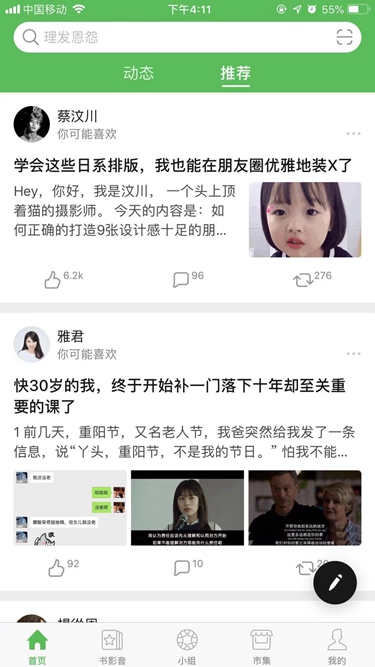 中国移动
下午4:11
55%
理发恩怨
动态
推荐
蔡汶川
你可能喜欢
学会这些日系排版，我也能在朋友圈优雅地装X了
Hey，你好，我是汶川，一个头上顶
着猫的摄影师。 今天的内容是：如
何正确的打造9张设计感十足的朋...
6.2k
96
276
雅君
你可能喜欢
快30岁的我，终于开始补一门落下十年却至关重
要的课了
1 前几天，重阳节，又名老人节，我爸突然给我发了一条
信息，说“丫头，重阳节，不是我的节日。” 怕我不能...
92
10
首页
书影音
小组
市集
我的